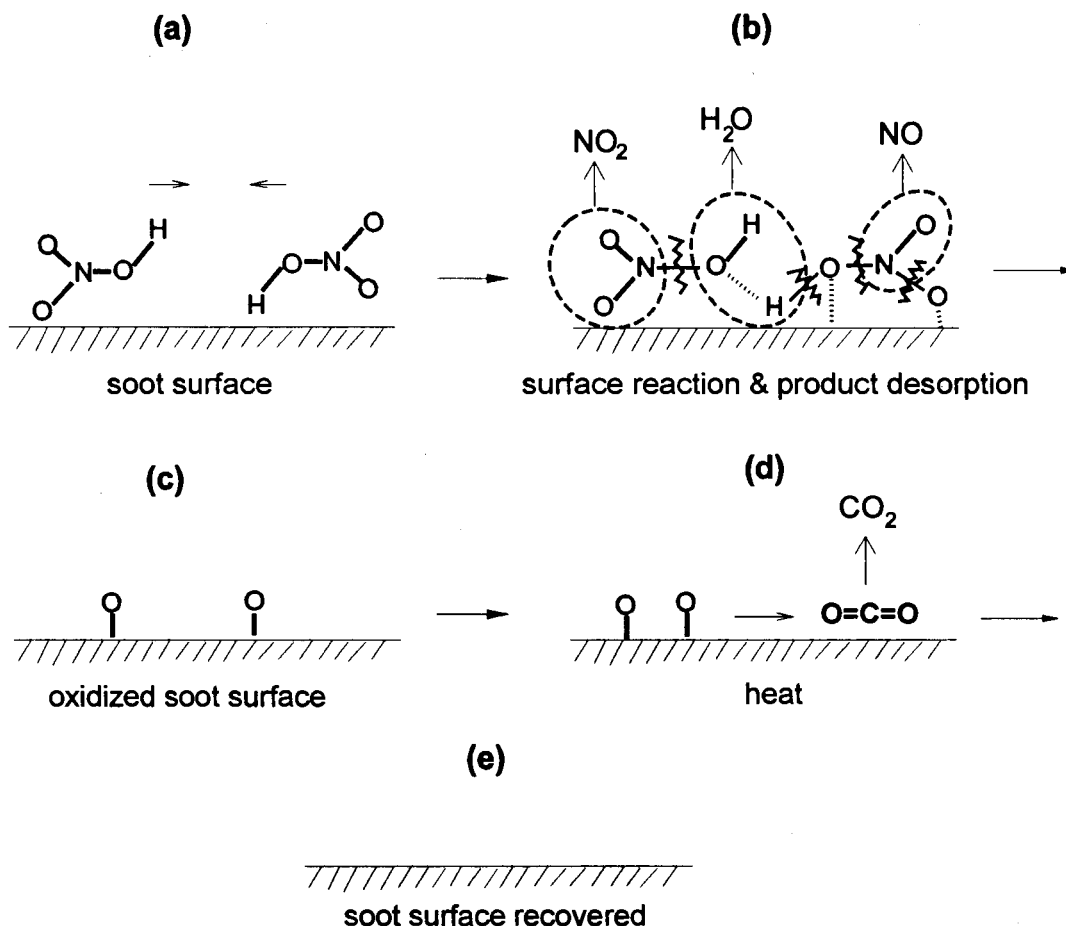 (a)
(b)
NO2
H2O
NO
O
N
O
H
O
O
N
O
O
H
O
N
O
O
H
H
O
N
O
O
soot surface
surface reaction & product desorption
(c)
(d)
CO2
O
O
O
O
O=C=O
oxidized soot surface
heat
(e)
soot surface recovered